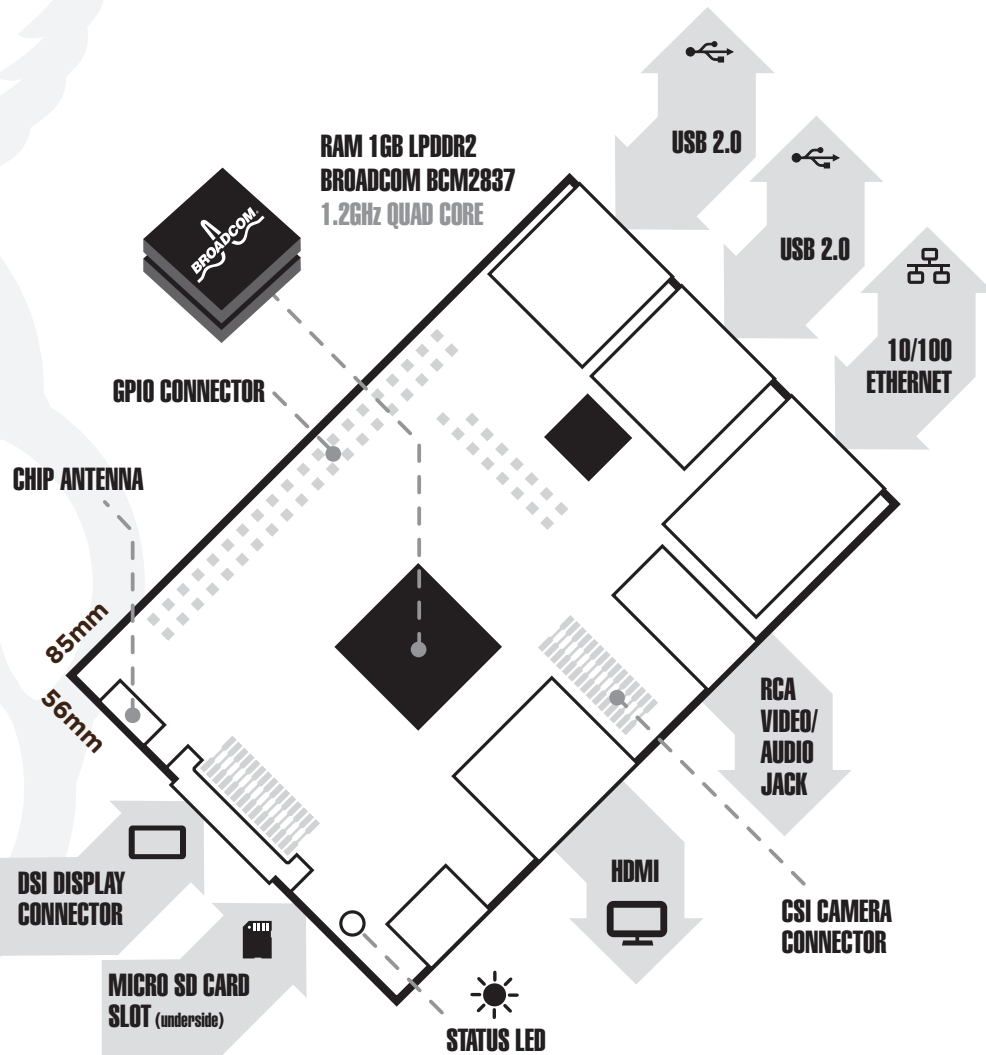 USB 2.0
RAM 1GB LPDDR2
BROADCOM BCM2837
1.2GHz QUAD CORE
BROADCOM.
USB 2.0
10/100
ETHERNET
GPIO CONNECTOR
CHIP ANTENNA
85mm
56mm
RCA
VIDEO/
AUDIO
JACK
DSI DISPLAY
CONNECTOR
HDMI
CSI CAMERA
CONNECTOR
MICRO SD CARD
SLOT (underside)
STATUS LED